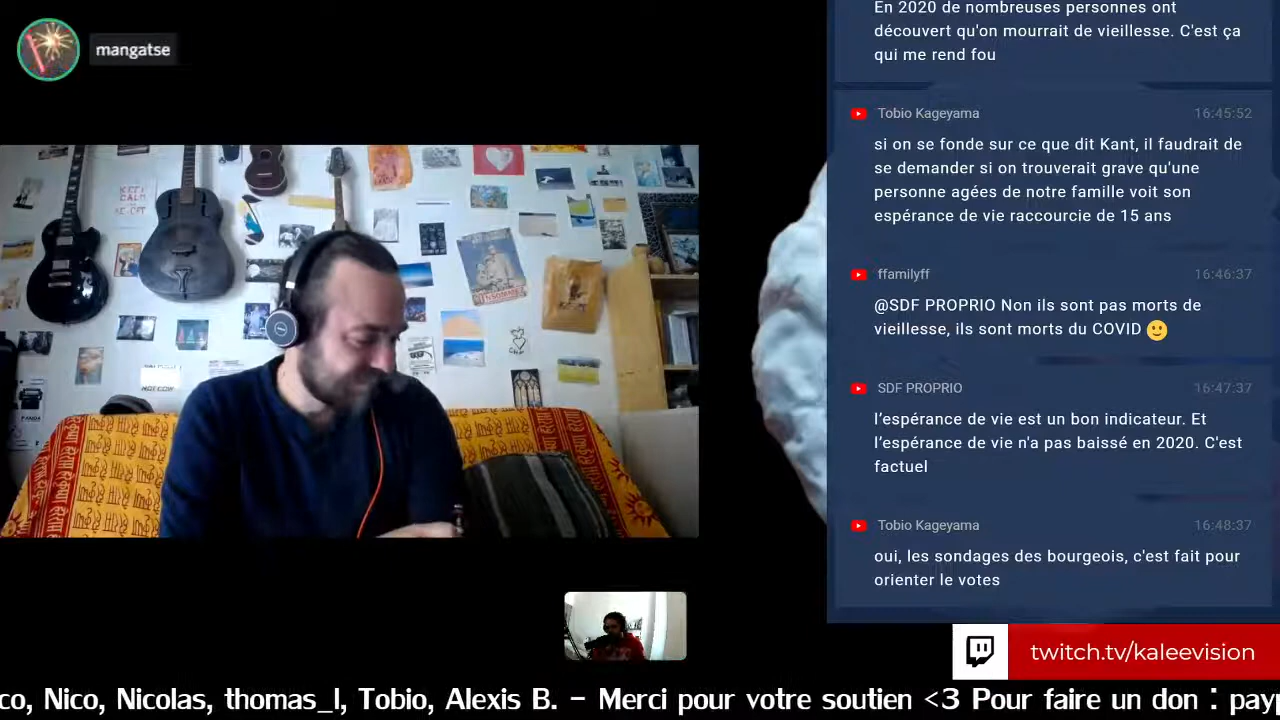 mangatse
En 2020 de nombreuses personnes ont
découvert qu'on mourrait de vieillesse. C'est ça
qui me rend fou
Tobio Kageyama 16:45:52
si on se fonde sur ce que dit Kant, il faudrait de
se demander si on trouverait grave qu'une
personne agées de notre famille voit son
espérance de vie raccourcie de 15 ans
ffamilyff 16:46:37
@SDF PROPRIO Non ils sont pas morts de
vieillesse, ils sont morts du COVID
SDF PROPRIO 16:47:37
l’espérance de vie est un bon indicateur. Et
l’espérance de vie n'a pas baissé en 2020. C'est
factuel
Tobio Kageyama 16:48:37
oui, les sondages des bourgeois, c'est fait pour
orienter le votes
twitch.tv/kaleevision
co, Nico, Nicolas, thomas_l, Tobio, Alexis B. - Merci pour votre soutien <3 Pour faire un don : payp